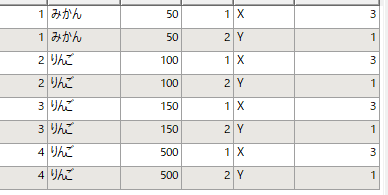 1 みかん 50 1 X 3
1 みかん 50 2 Y 1
2 りんご 100 1 X 3
2 りんご 100 2 Y 1
3 りんご 150 1 X 3
3 りんご 150 2 Y 1
4 りんご 500 1 X 3
4 りんご 500 2 Y 1